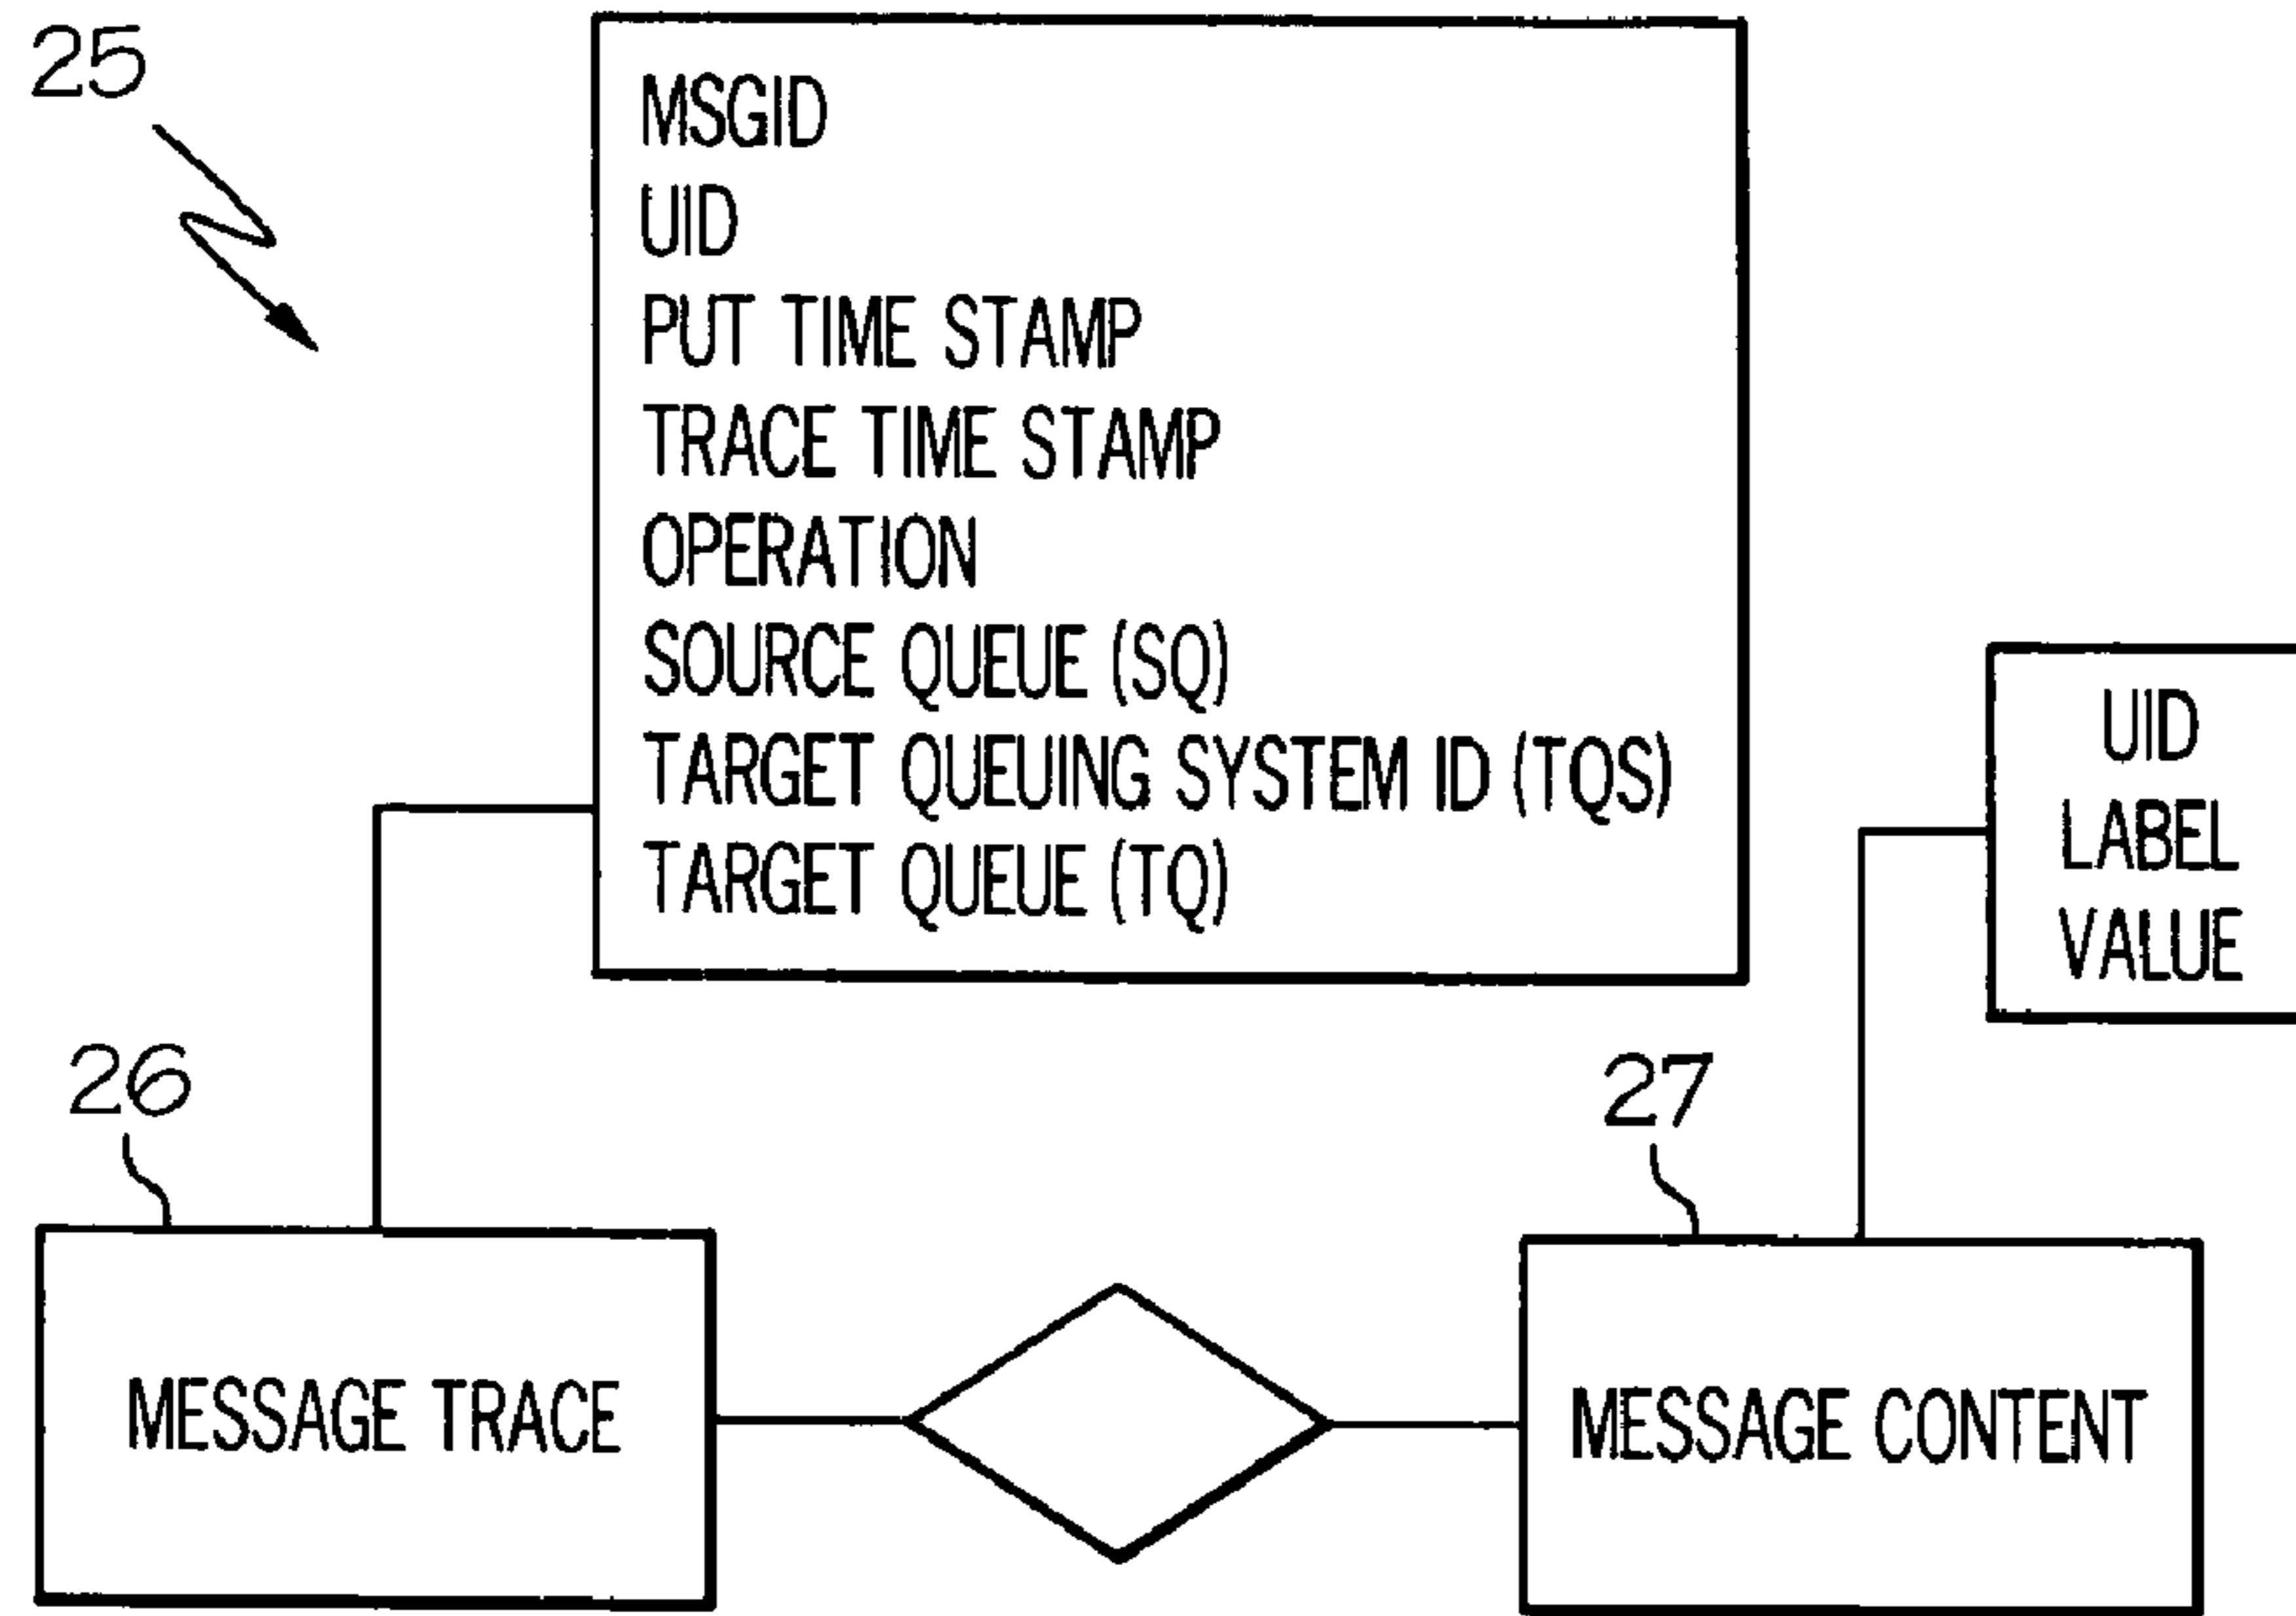 25
MSGID
UID
PUT TIME STAMP
TRACE TIME STAMP
OPERATION
SOURCE QUEUE (SQ)
TARGET QUEUING SYSTEM ID (TQS)
TARGET QUEUE (TQ)
UID
LABEL
VALUE
26
27
MESSAGE TRACE
MESSAGE CONTENT